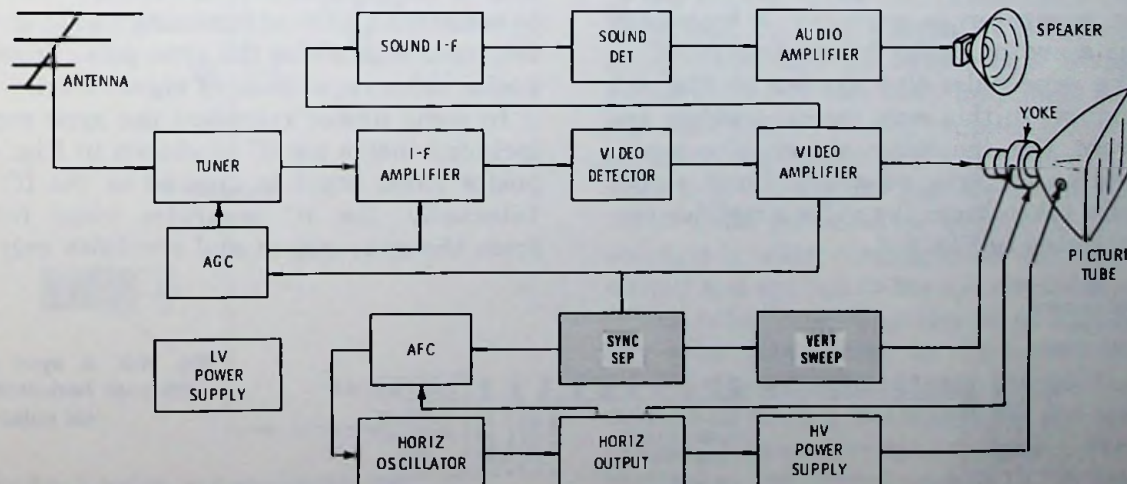 ANTENNA
SOUND I-F
SOUND
DET
AUDIO
AMPLIFIER
SPEAKER
TUNER
I-F
AMPLIFIER
VIDEO
DETECTOR
VIDEO
AMPLIFIER
YOKE
PICTURE
TUBE
AGC
LV
POWER
SUPPLY
AFC
SYNC
SEP
VERT
SWEEP
HORIZ
OSCILLATOR
HORIZ
OUTPUT
HV
POWER
SUPPLY